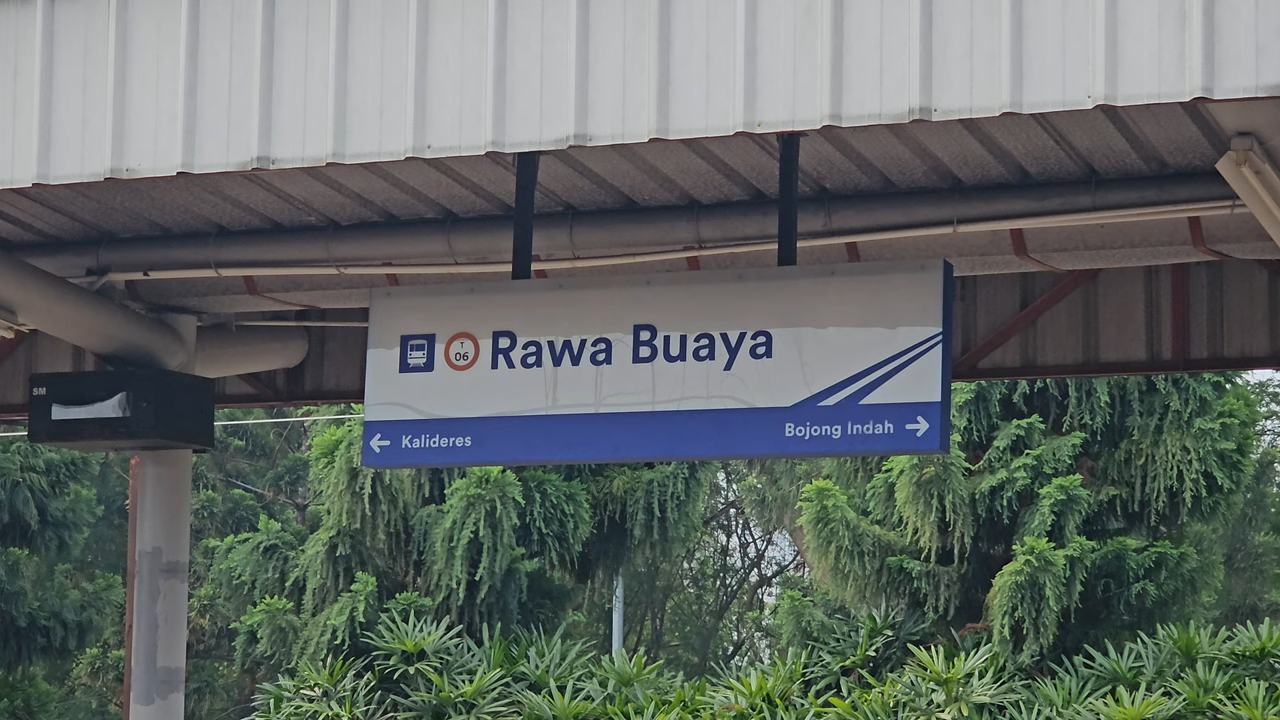 SM
T
06
Rawa Buaya
← Kalideres
Bojong Indah →